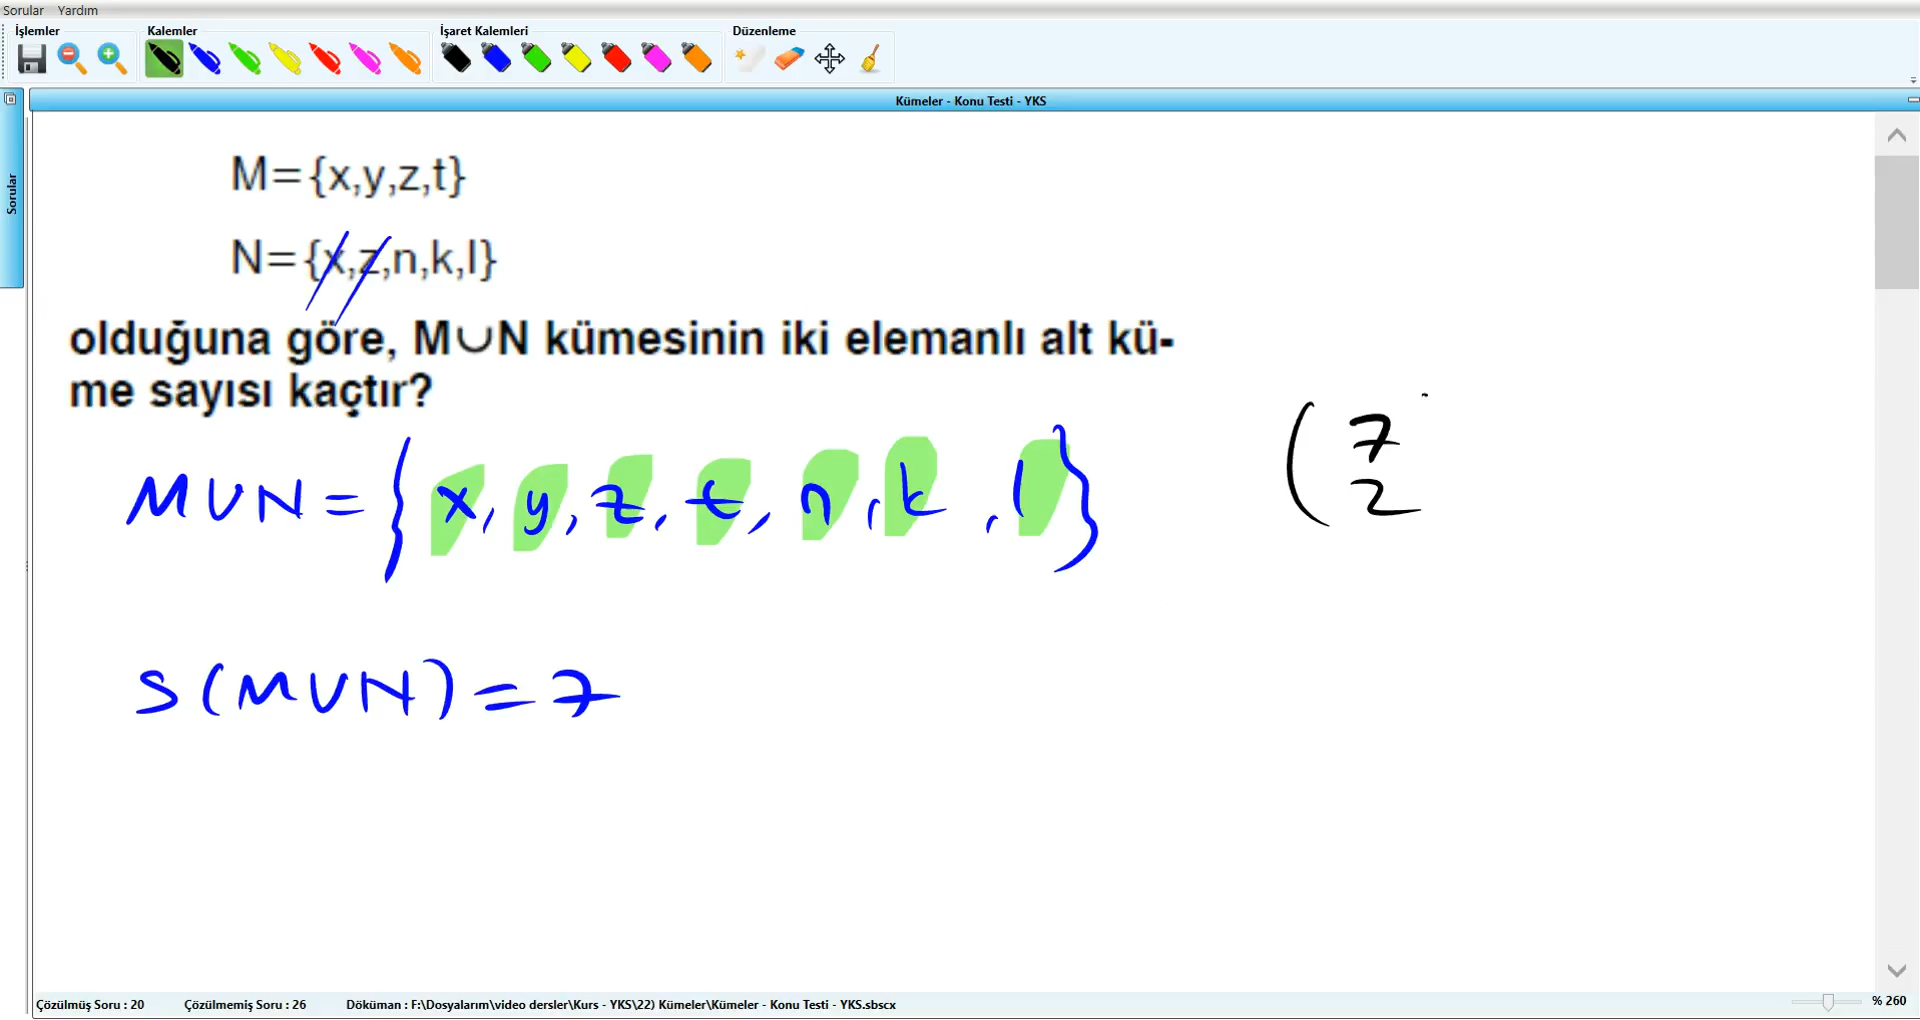 Sorular Yardım
İşlemler Kalemler İşaret Kalemleri Düzenleme
Kümeler - Konu Testi - YKS
Sorular
M={x,y,z,t}
N={x,z,n,k,l}
olduğuna göre, M∪N kümesinin iki elemanlı alt kü-
me sayısı kaçtır?
M∪N = { x, y, z, t, n, k, l }
( 7
2
S(M∪N) = 7
Çözülmüş Soru : 20 Çözülmemiş Soru : 26 Döküman : F:\Dosyalarım\video dersler\Kurs - YKS\22) Kümeler\Kümeler - Konu Testi - YKS.sbscx % 260